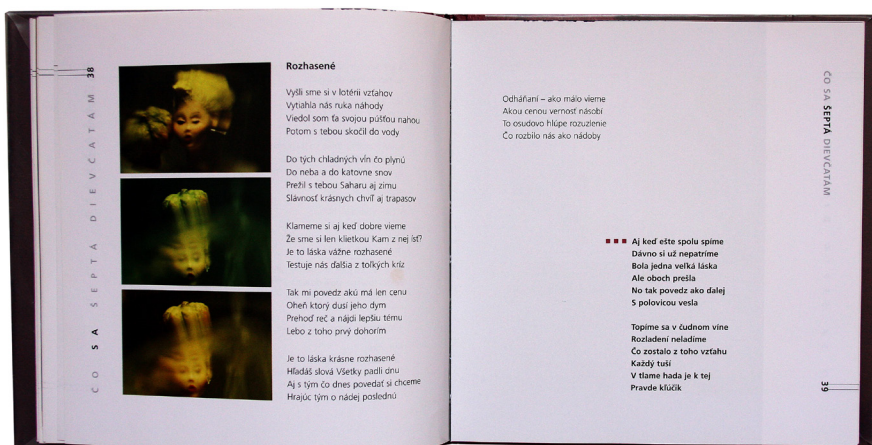 38
ČO SA ŠEPTÁ DIEVČATÁM
Rozhasené
Vyšli sme si v lotérii vzťahov
Vytiahla nás ruka náhody
Viedol som ťa svojou púšťou nahou
Potom s tebou skočil do vody
Do tých chladných vín čo plynú
Do neba a do katovne snov
Prežil s tebou Saharu aj zimu
Slávnosť krásnych chvíľ aj trapasov
Klameme si aj keď dobre vieme
Že sme si len klietkou Kam z nej ísť?
Je to láska vážne rozhasené
Testuje nás ďalšia z toľkých kríz
Tak mi povedz akú má len cenu
Oheň ktorý dusí jeho dym
Prehoď reč a nájdi lepšiu tému
Lebo z toho prvý dohorím
Je to láska krásne rozhasené
Hľadáš slová Všetky padli dnu
Aj s tým čo dnes povedať si chceme
Hrajúc tým o nádej poslednú
Odháňaní – ako málo vieme
Akou cenou vernosť násobí
To osudovo hlúpe rozuzlenie
Čo rozbilo nás ako nádoby
Aj keď ešte spolu spíme
Dávno si už nepatríme
Bola jedna veľká láska
Ale oboch prešla
No tak povedz ako ďalej
S polovicou vesla
Topíme sa v čudnom víne
Rozladení neladíme
Čo zostalo z toho vzťahu
Každý tuší
V tlame hada je k tej
Pravde kľúčik
ČO SA ŠEPTÁ DIEVČATÁM
39